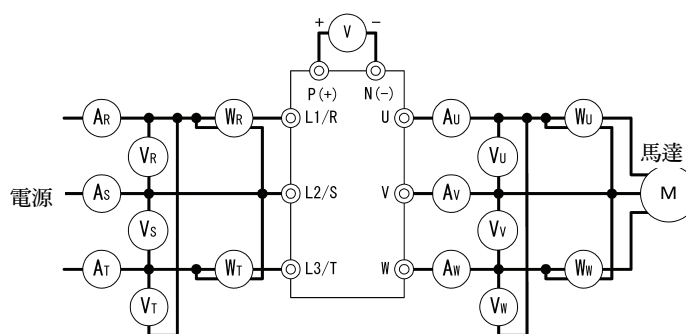 + V −
P(+) N(−)
AR WR L1/R U AU WU
VR VU
馬達
電源 AS L2/S V AV M
VS VV
AT WT L3/T W AW WW
VT VW